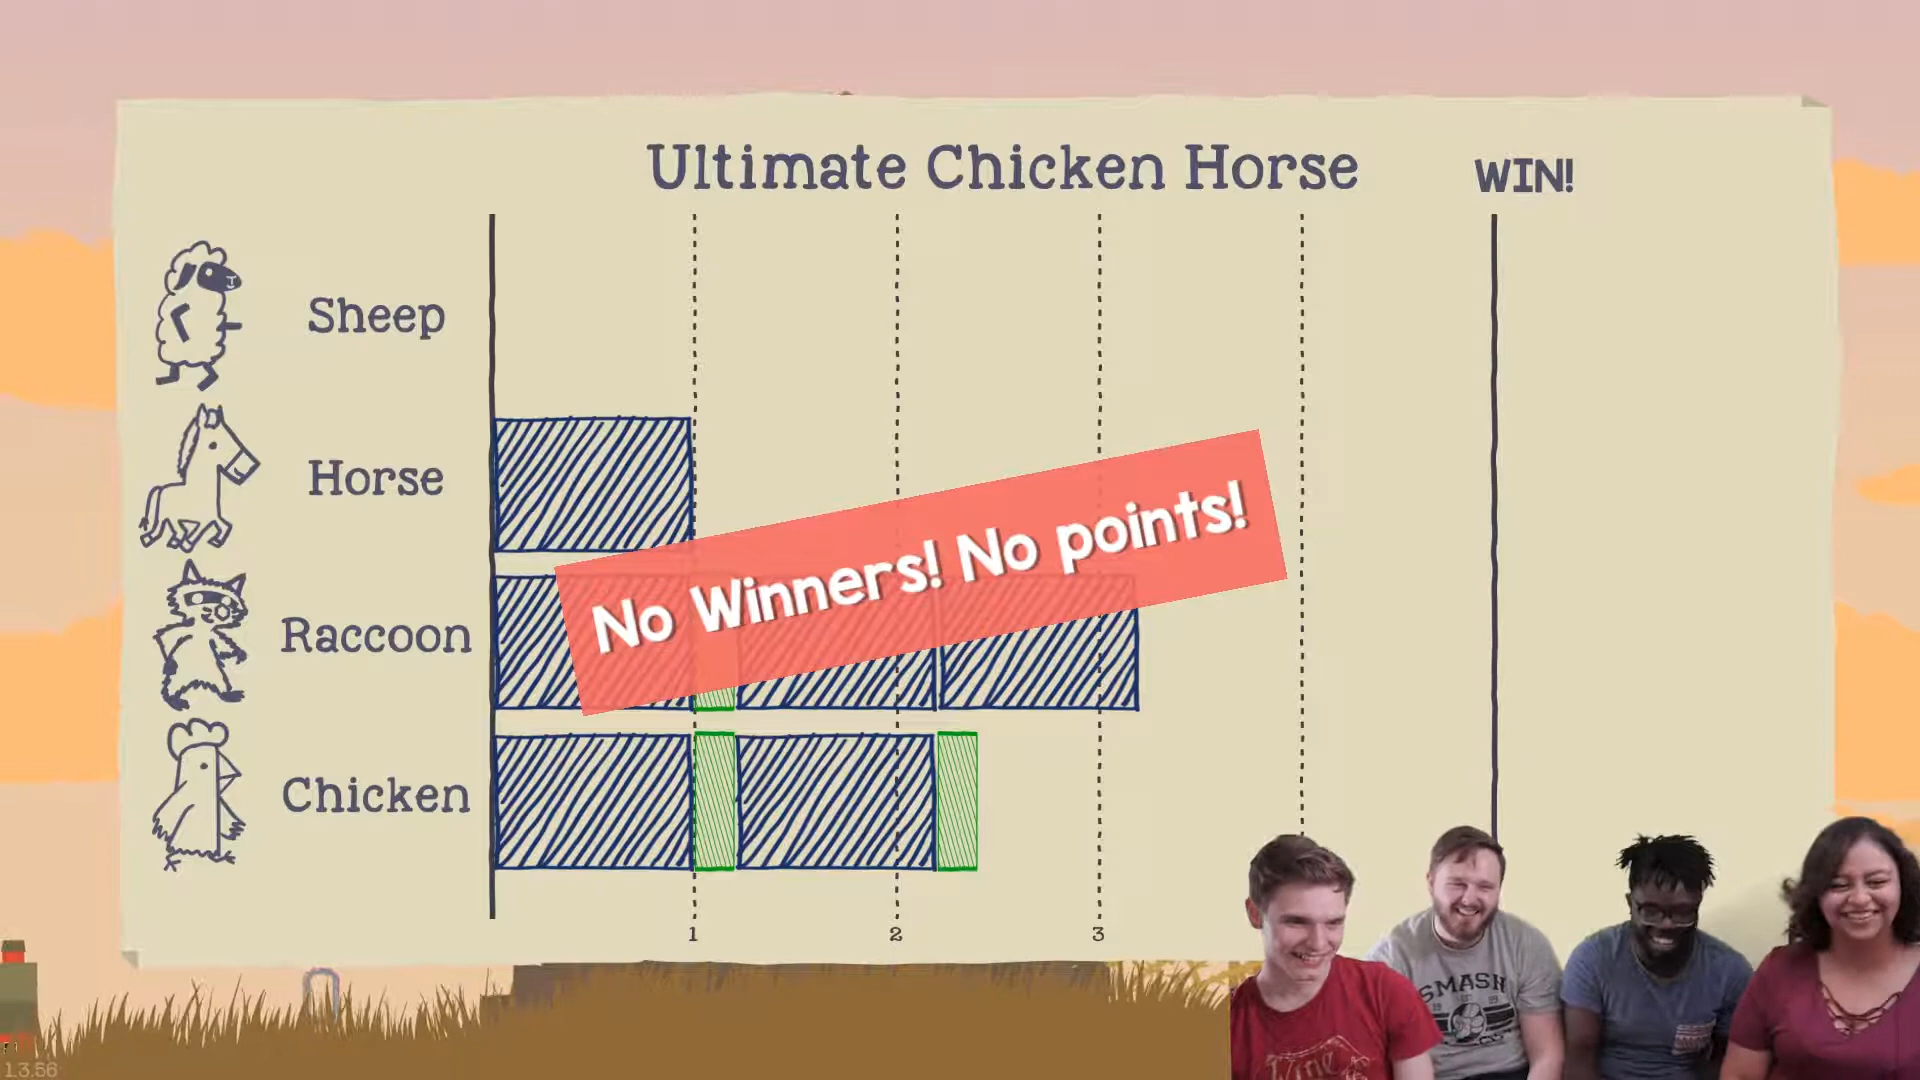 Ultimate Chicken Horse
WIN!
Sheep
Horse
No Winners! No points!
Raccoon
Chicken
1
2
3
SMASH
1.3.56